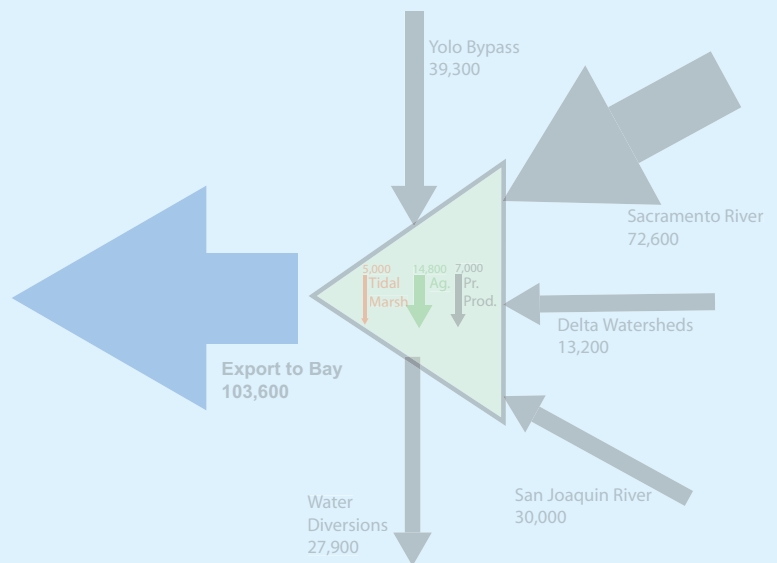 Yolo Bypass
39,300
Sacramento River
72,600
5,000
Tidal
Marsh
14,800
Ag.
7,000
Pr.
Prod.
Delta Watersheds
13,200
Export to Bay
103,600
San Joaquin River
30,000
Water
Diversions
27,900